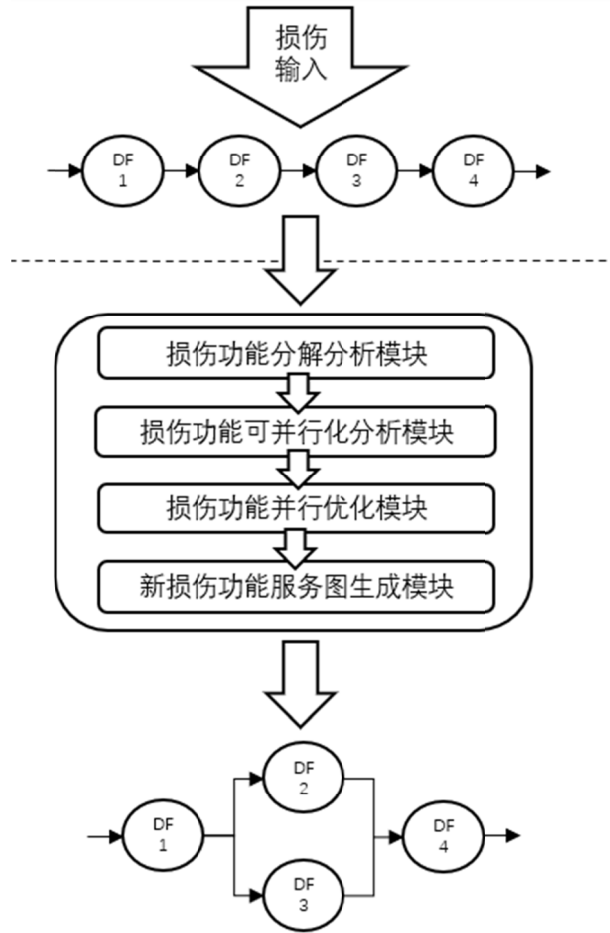 损伤
输入
DF
1
DF
2
DF
3
DF
4
损伤功能分解分析模块
损伤功能可并行化分析模块
损伤功能并行优化模块
新损伤功能服务图生成模块
DF
2
DF
1
DF
4
DF
3